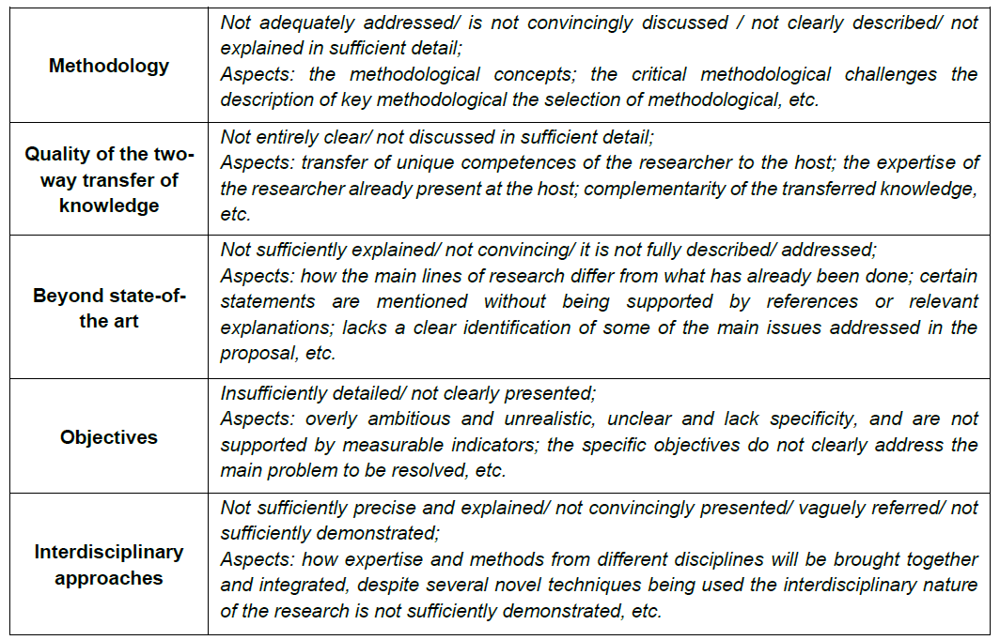 Methodology
Not adequately addressed/ is not convincingly discussed / not clearly described/ not
explained in sufficient detail;
Aspects: the methodological concepts; the critical methodological challenges the
description of key methodological the selection of methodological, etc.
Quality of the two-
way transfer of
knowledge
Not entirely clear/ not discussed in sufficient detail;
Aspects: transfer of unique competences of the researcher to the host; the expertise of
the researcher already present at the host; complementarity of the transferred knowledge,
etc.
Beyond state-of-
the art
Not sufficiently explained/ not convincing/ it is not fully described/ addressed;
Aspects: how the main lines of research differ from what has already been done; certain
statements are mentioned without being supported by references or relevant
explanations; lacks a clear identification of some of the main issues addressed in the
proposal, etc.
Objectives
Insufficiently detailed/ not clearly presented;
Aspects: overly ambitious and unrealistic, unclear and lack specificity, and are not
supported by measurable indicators; the specific objectives do not clearly address the
main problem to be resolved, etc.
Interdisciplinary
approaches
Not sufficiently precise and explained/ not convincingly presented/ vaguely referred/ not
sufficiently demonstrated;
Aspects: how expertise and methods from different disciplines will be brought together
and integrated, despite several novel techniques being used the interdisciplinary nature
of the research is not sufficiently demonstrated, etc.